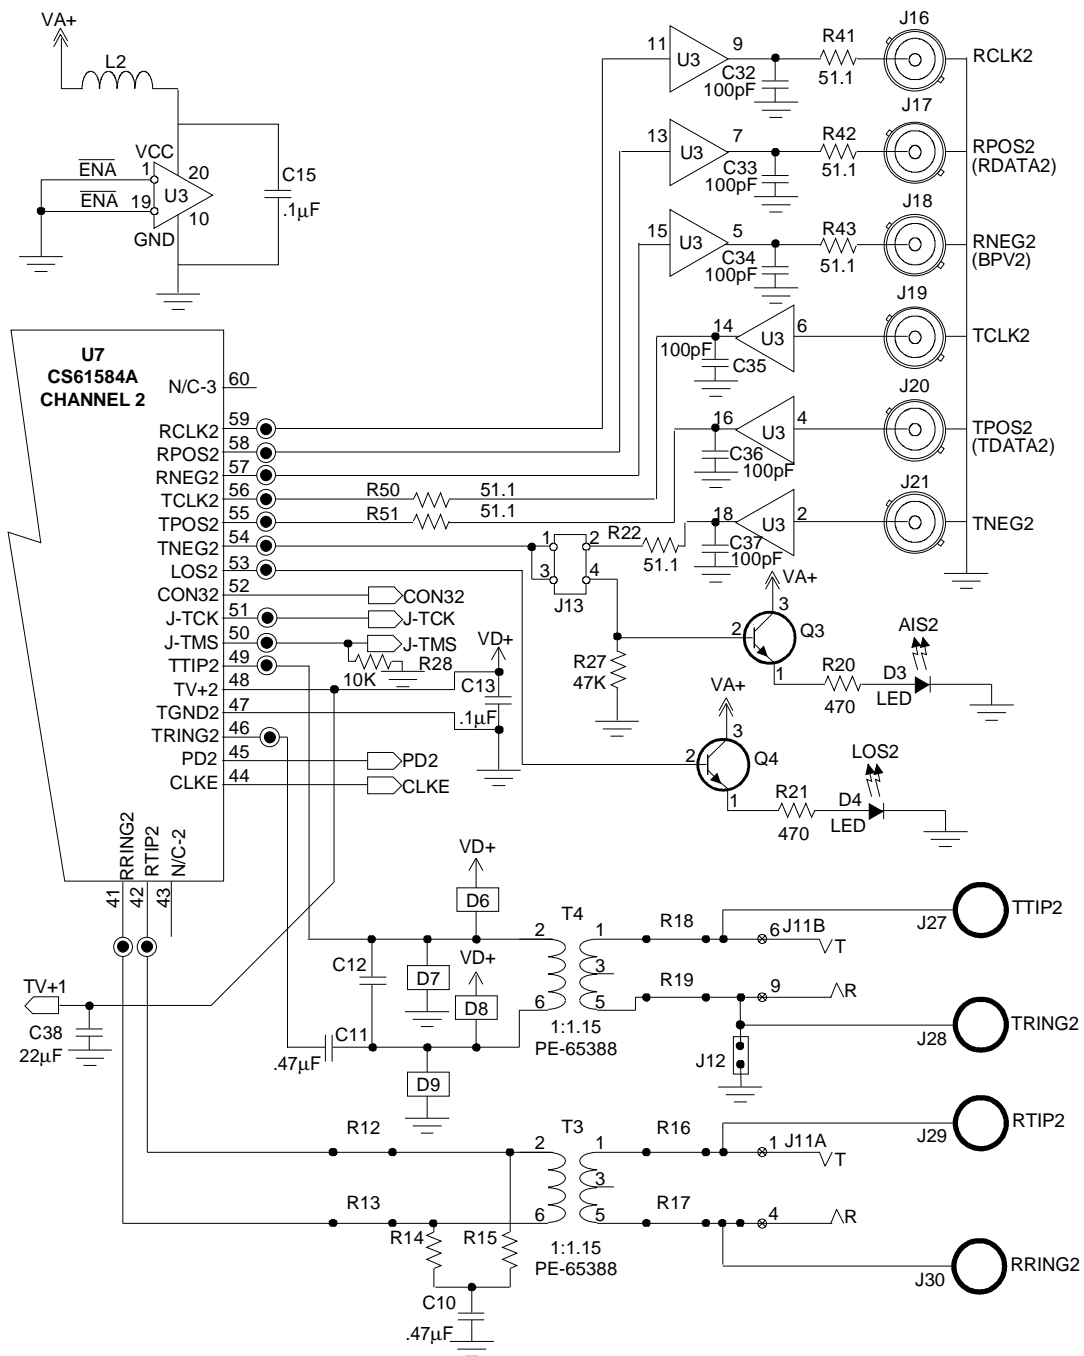 VA+
L2
VCC
ENA 1
20
U3
ENA 19
10
GND
C15
.1µF
J16
11 U3 9
C32
100pF
R41
51.1
RCLK2
J17
13 U3 7
C33
100pF
R42
51.1
RPOS2
(RDATA2)
J18
15 U3 5
C34
100pF
R43
51.1
RNEG2
(BPV2)
J19
14 U3 6
100pF
C35
TCLK2
J20
16 U3 4
C36
100pF
TPOS2
(TDATA2)
J21
18 U3 2
C37
100pF
TNEG2
U7
CS61584A
CHANNEL 2
N/C-3 60
RCLK2 59
RPOS2 58
RNEG2 57
TCLK2 56
R50 51.1
TPOS2 55
R51 51.1
TNEG2 54
1 2
R22
51.1
LOS2 53
3 4
J13
CON32 52
CON32
J-TCK 51
J-TCK
J-TMS 50
J-TMS
R28
10K
TTIP2 49
TV+2 48
VD+
C13
.1µF
TGND2 47
TRING2 46
PD2 45
PD2
CLKE 44
CLKE
RRING2 41
RTIP2 42
N/C-2 43
R27
47K
VA+
3
2
1
Q3
R20
470
AIS2
D3
LED
VA+
3
2
1
Q4
R21
470
LOS2
D4
LED
TV+1
C38
22µF
VD+
D6
C12
D7
VD+
D8
C11
.47µF
D9
T4
2 1
3
6 5
1:1.15
PE-65388
R18
6 J11B
T
R19
9
R
J12
J27
TTIP2
J28
TRING2
R12
R13
R14
R15
C10
.47µF
T3
2 1
3
6 5
1:1.15
PE-65388
R16
1 J11A
T
R17
4
R
J29
RTIP2
J30
RRING2